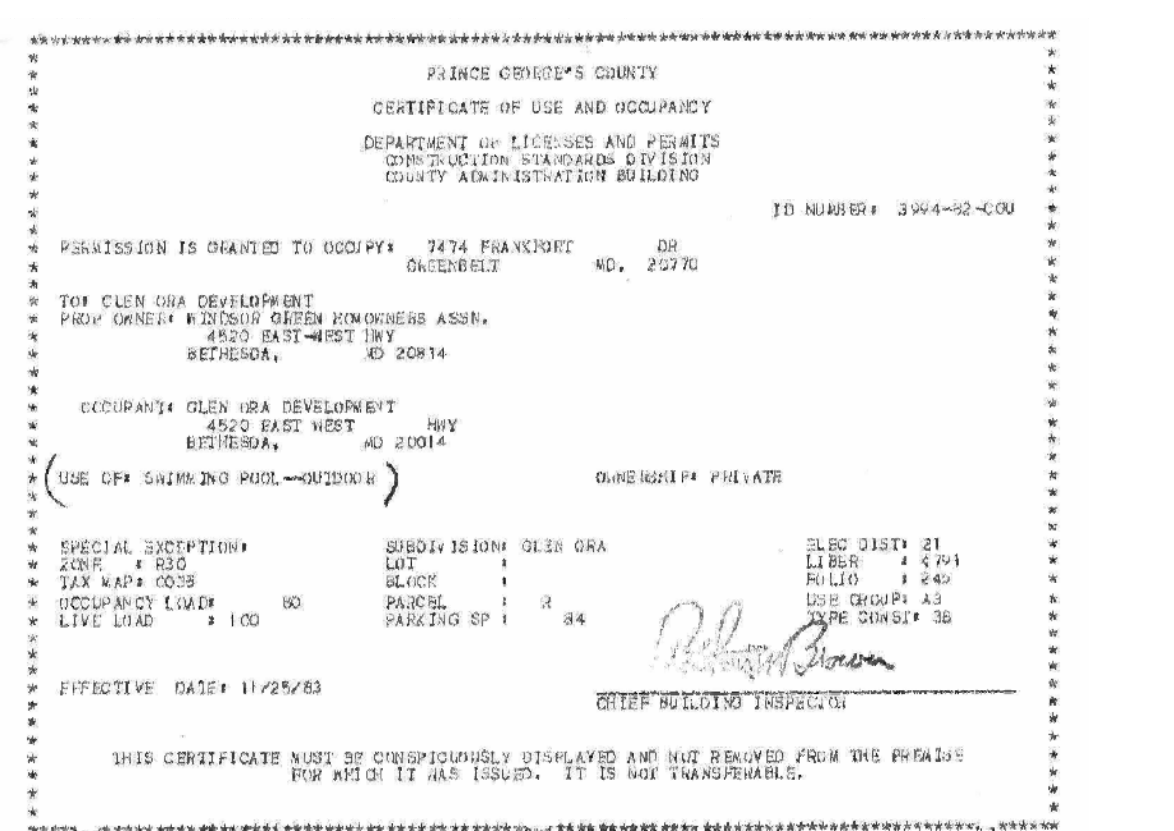 PRINCE GEORGE'S COUNTY
CERTIFICATE OF USE AND OCCUPANCY
DEPARTMENT OF LICENSES AND PERMITS
CONSTRUCTION STANDARDS DIVISION
COUNTY ADMINISTRATION BUILDING
ID NUMBER: 3994-82-COU
PERMISSION IS GRANTED TO OCCUPY: 7474 FRANKFORT DR
GREENBELT MD. 20770
TO: GLEN ORA DEVELOPMENT
PROP OWNER: WINDSOR GREEN HOMOWNERS ASSN.
4520 EAST-WEST HWY
BETHESDA, MD 20814
OCCUPANT: GLEN ORA DEVELOPMENT
4520 EAST WEST HWY
BETHESDA, MD 20014
(USE OF: SWIMMING POOL--OUTDOOR) OWNERSHIP: PRIVATE
SPECIAL EXCEPTION: SUBDIVISION: GLEN ORA ELEC DIST: 21
ZONE : R30 LOT : LIBER : 4791
TAX MAP: BLOCK : FOLIO :
OCCUPANCY LOAD: 80 PARCEL : R USE GROUP: A3
LIVE LOAD : 100 PARKING SP : 84 TYPE CONST: 3B
Brown
EFFECTIVE DATE: 11/25/83
CHIEF BUILDING INSPECTOR
THIS CERTIFICATE MUST BE CONSPICUOUSLY DISPLAYED AND NOT REMOVED FROM THE PREMISE
FOR WHICH IT WAS ISSUED. IT IS NOT TRANSFERABLE.